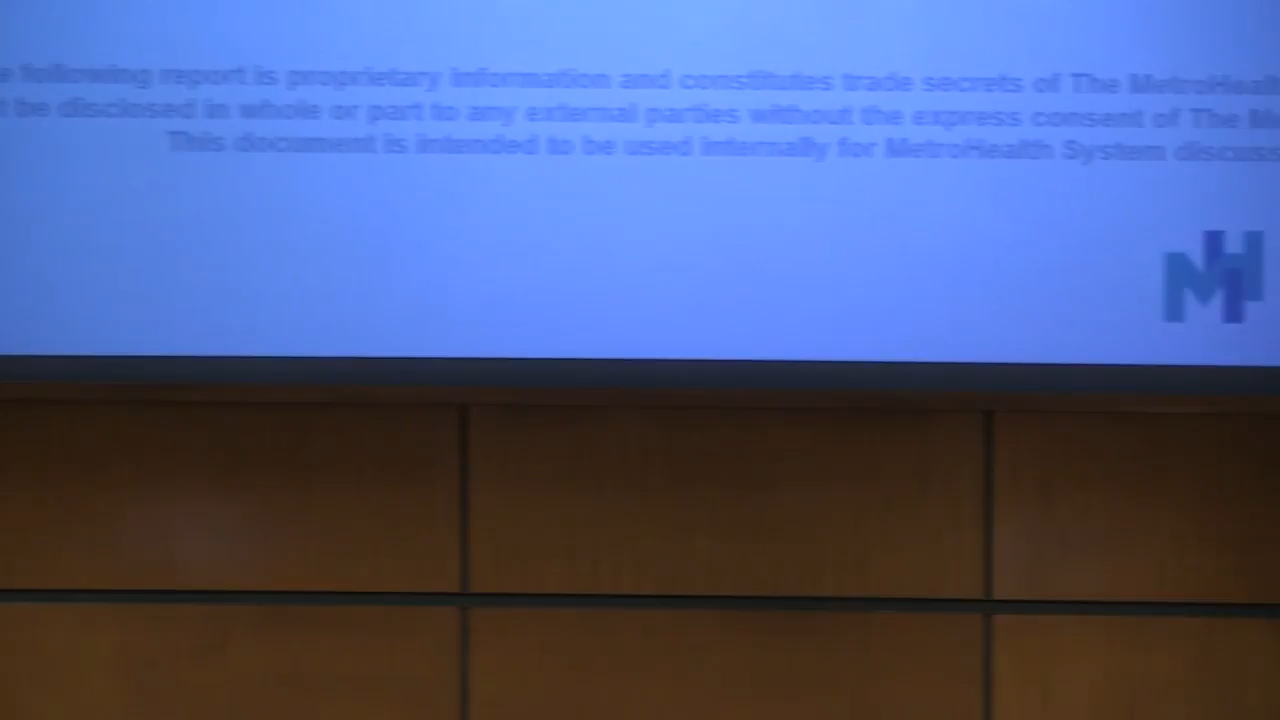 following report is proprietary information and constitutes trade secrets of The MetroHealth
be disclosed in whole or part to any external parties without the express consent of The
This document is intended to be used internally for MetroHealth System
MH